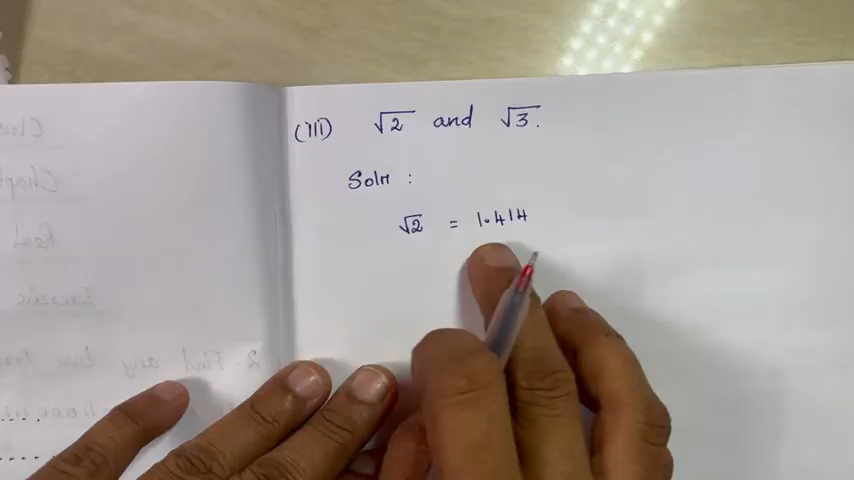 (III) √2 and √3.
Soln :
√2 = 1.414